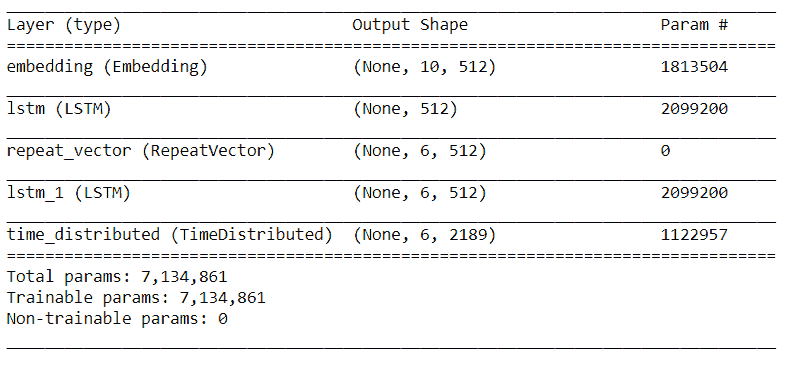 Layer (type) Output Shape Param #
embedding (Embedding) (None, 10, 512) 1813504
lstm (LSTM) (None, 512) 2099200
repeat_vector (RepeatVector) (None, 6, 512) 0
lstm_1 (LSTM) (None, 6, 512) 2099200
time_distributed (TimeDistributed) (None, 6, 2189) 1122957
Total params: 7,134,861
Trainable params: 7,134,861
Non-trainable params: 0